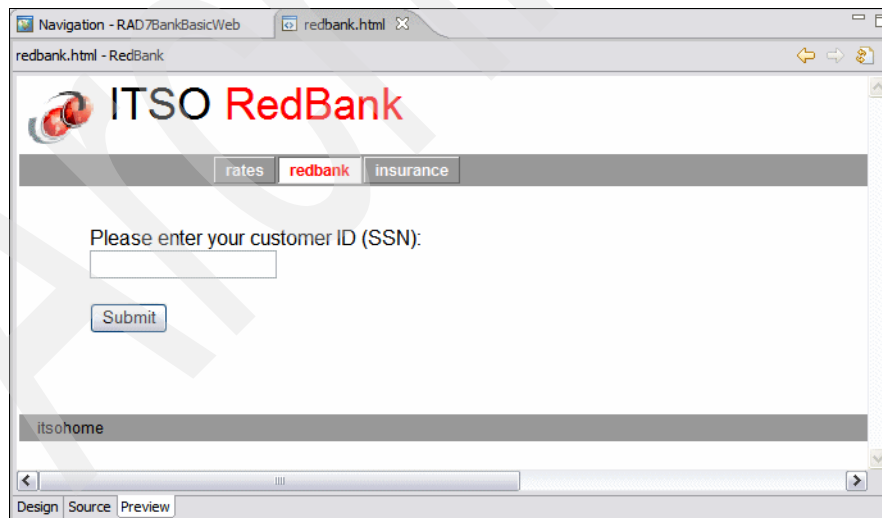 Navigation - RAD7BankBasicWeb redbank.html
redbank.html - RedBank
ITSO RedBank
rates redbank insurance
Please enter your customer ID (SSN):
Submit
itsohome
Design Source Preview